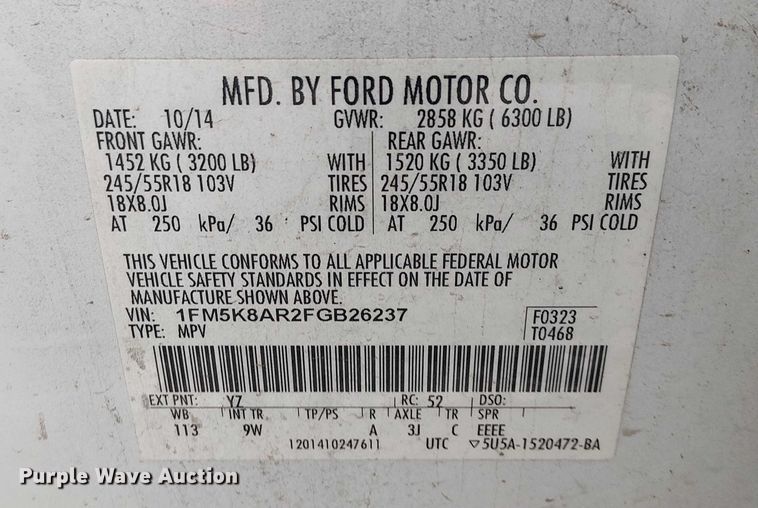 MFD. BY FORD MOTOR CO.
DATE: 10/14 GVWR: 2858 KG ( 6300 LB)
FRONT GAWR: REAR GAWR:
1452 KG ( 3200 LB) WITH 1520 KG ( 3350 LB) WITH
245/55R18 103V TIRES 245/55R18 103V TIRES
18X8.0J RIMS 18X8.0J RIMS
AT 250 kPa/ 36 PSI COLD AT 250 kPa/ 36 PSI COLD
THIS VEHICLE CONFORMS TO ALL APPLICABLE FEDERAL MOTOR
VEHICLE SAFETY STANDARDS IN EFFECT ON THE DATE OF
MANUFACTURE SHOWN ABOVE.
VIN: 1FM5K8AR2FGB26237 F0323
TYPE: MPV T0468
EXT PNT: YZ RC: 52 DSO:
WB INT TR TP/PS R AXLE TR SPR
113 9W A 3J C EEEE
1201410247611 UTC ▽5U5A-1520472-BA
Purple Wave Auction